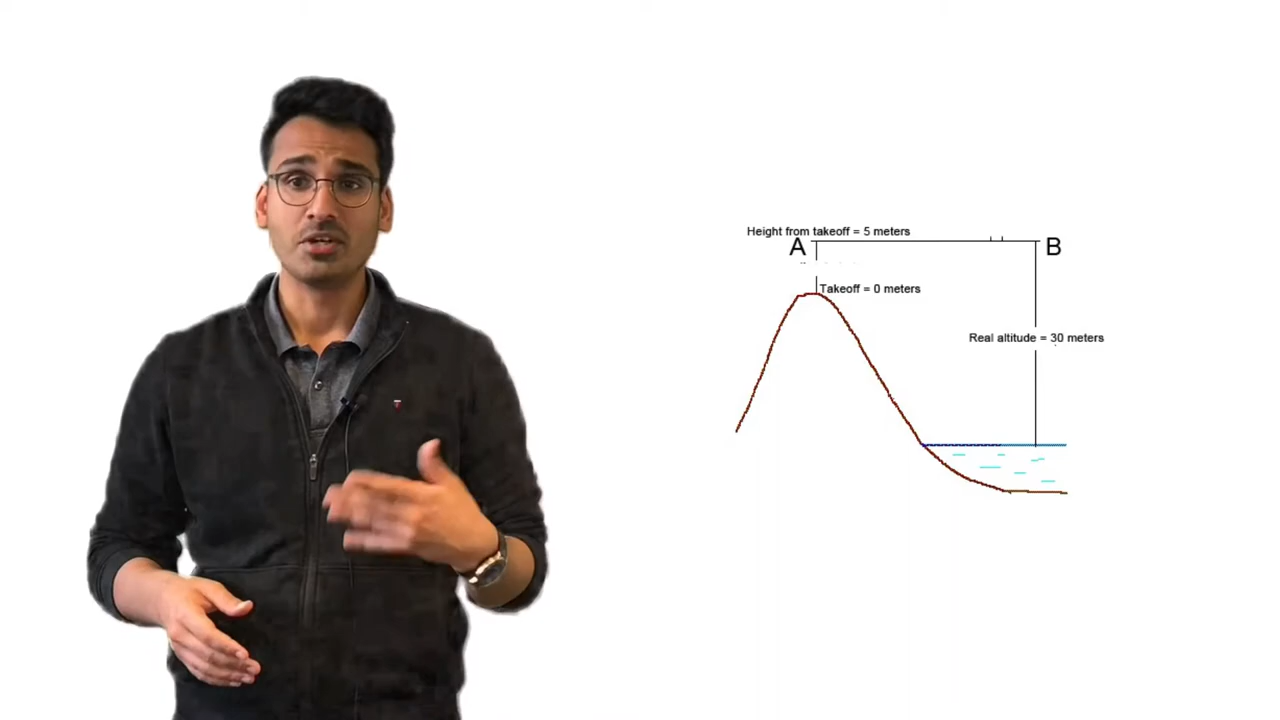 Height from takeoff = 5 meters
A
B
Takeoff = 0 meters
Real altitude = 30 meters